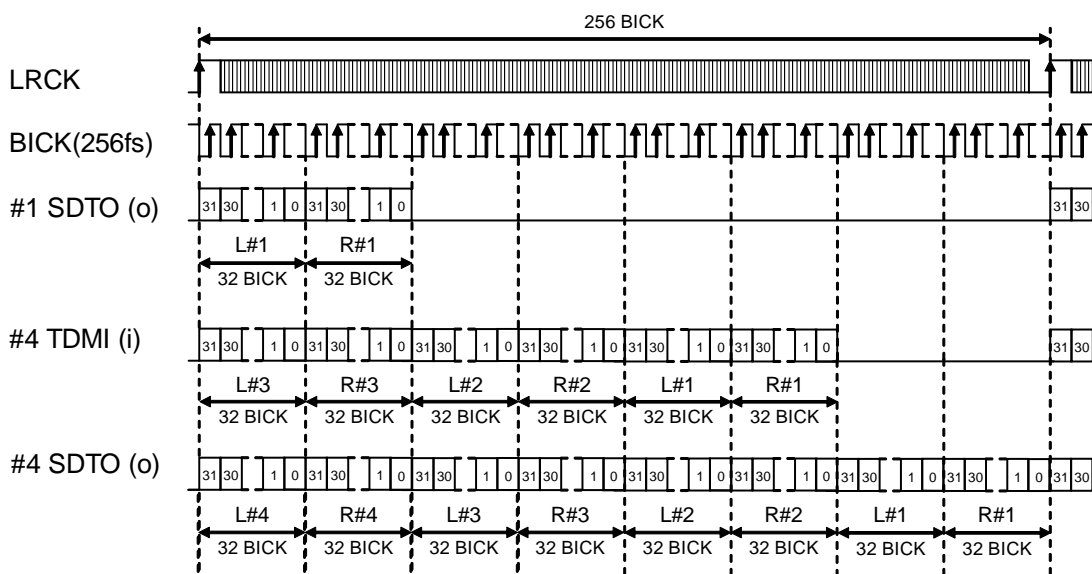 256 BICK
LRCK
BICK(256fs)
#1 SDTO (o)
31 30 1 0 31 30 1 0 31 30
L#1 R#1
32 BICK 32 BICK
#4 TDMI (i)
31 30 1 0 31 30 1 0 31 30 1 0 31 30 1 0 31 30 1 0 31 30 1 0 31 30
L#3 R#3 L#2 R#2 L#1 R#1
32 BICK 32 BICK 32 BICK 32 BICK 32 BICK 32 BICK
#4 SDTO (o)
31 30 1 0 31 30 1 0 31 30 1 0 31 30 1 0 31 30 1 0 31 30 1 0 31 30 1 0 31 30 1 0 31 30
L#4 R#4 L#3 R#3 L#2 R#2 L#1 R#1
32 BICK 32 BICK 32 BICK 32 BICK 32 BICK 32 BICK 32 BICK 32 BICK